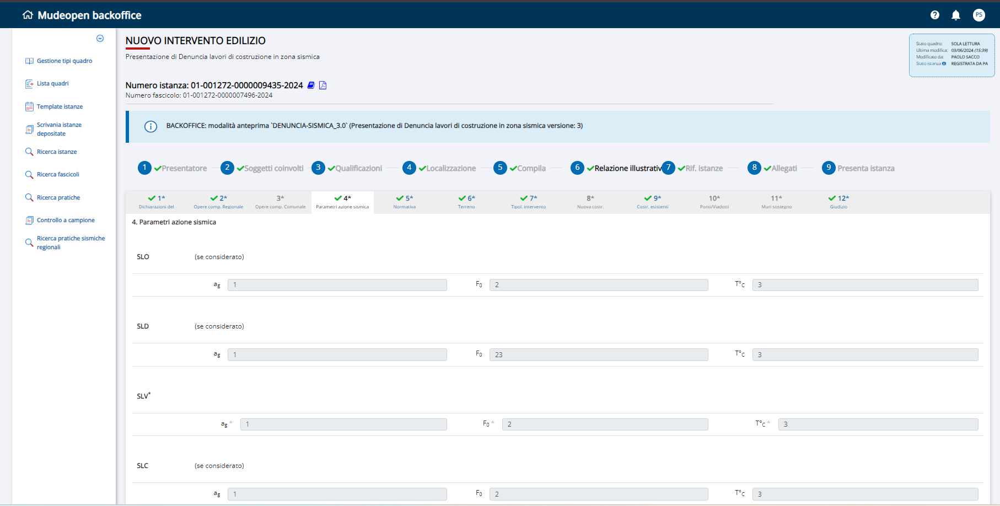 Mudeopen backoffice
PS
Gestione tipi quadro
Lista quadri
Template istanze
Scrivania istanze
depositate
Ricerca istanze
Ricerca fascicoli
Ricerca pratiche
Controllo a campione
Ricerca pratiche sismiche
regionali
NUOVO INTERVENTO EDILIZIO
Presentazione di Denuncia lavori di costruzione in zona sismica
Stato quadro: SOLA LETTURA
Ultima modifica: 03/06/2024 (15:39)
Modificato da: PAOLO SACCO
Stato istanza REGISTRATA DA PA
Numero istanza: 01-001272-0000009435-2024
Numero fascicolo: 01-001272-0000007496-2024
BACKOFFICE: modalità anteprima `DENUNCIA-SISMICA_3.0` (Presentazione di Denuncia lavori di costruzione in zona sismica versione: 3)
1 Presentatore 2 Soggetti coinvolti 3 Qualificazioni 4 Localizzazione 5 Compila 6 Relazione illustrativ 7 Rif. istanze 8 Allegati 9 Presenta istanza
1* 2* 3* 4* 5* 6* 7* 8* 9* 10* 11* 12*
Dichiarazioni del Opere comp. Regionale Opere comp. Comunale Parametri azione sismica Normativa Terreno Tipol. intervento Nuova costr. Costr. esistenti Ponti/Viadotti Muri sostegno Giudizio
4. Parametri azione sismica
SLO (se considerato)
ag 1 F0 2 T°C 3
SLD (se considerato)
ag 1 F0 23 T°C 3
SLV*
ag * 1 F0 * 2 T°C * 3
SLC (se considerato)
ag 1 F0 2 T°C 3